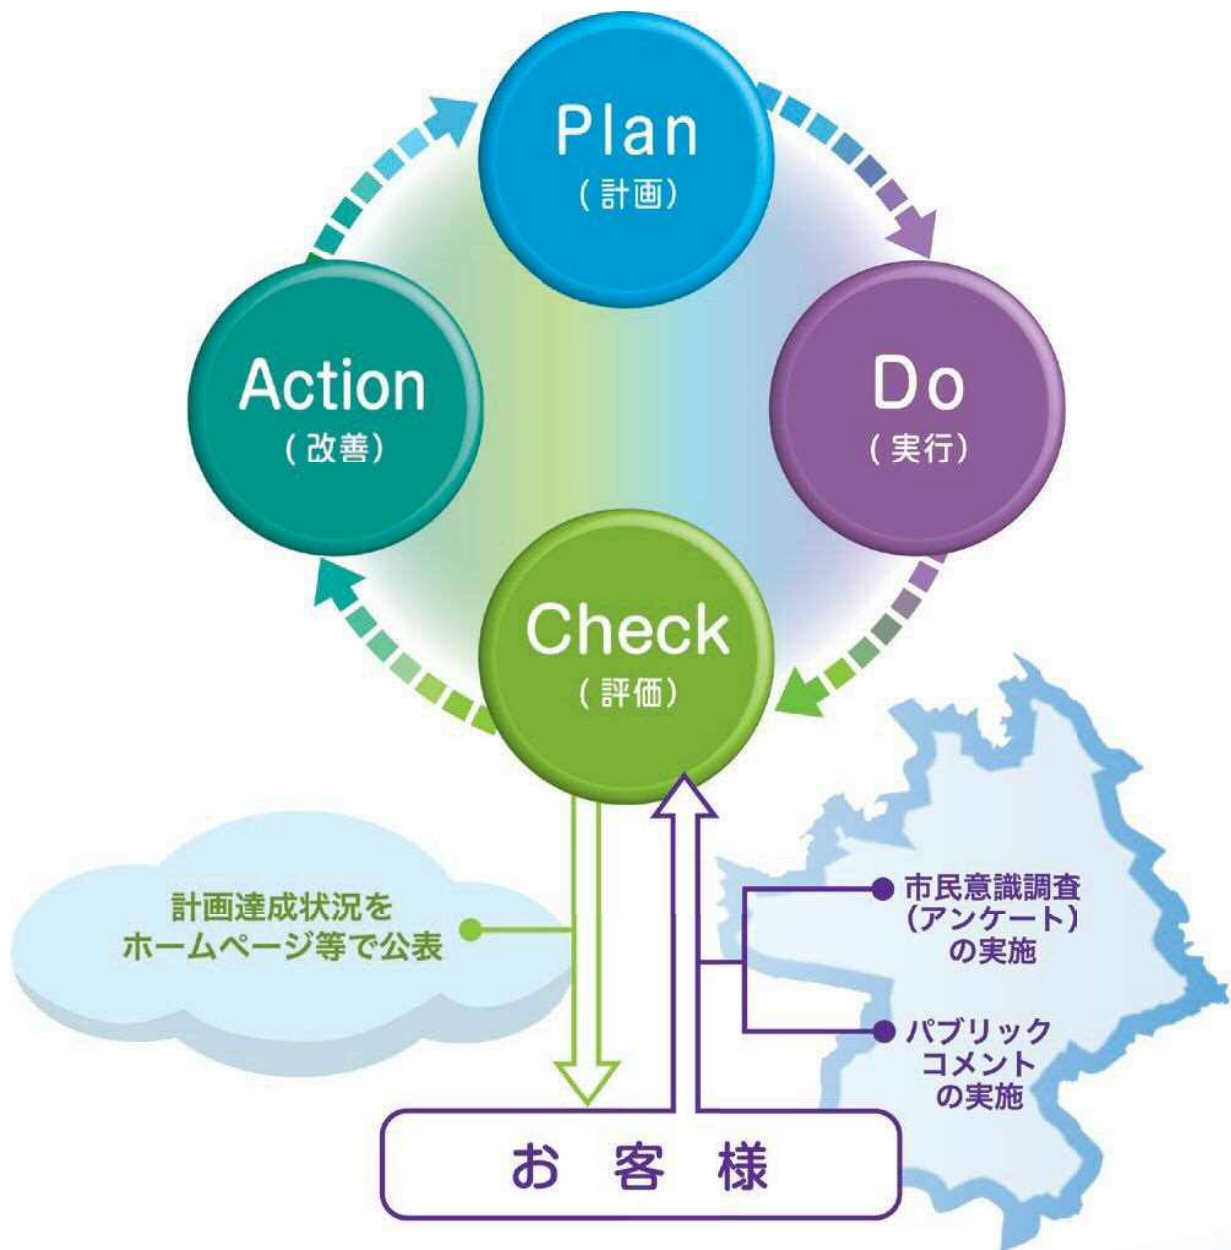 Plan
(計画)
Action
(改善)
Do
(実行)
Check
(評価)
計画達成状況を
ホームページ等で公表
市民意識調査
(アンケート)
の実施
パブリック
コメント
の実施
お客様